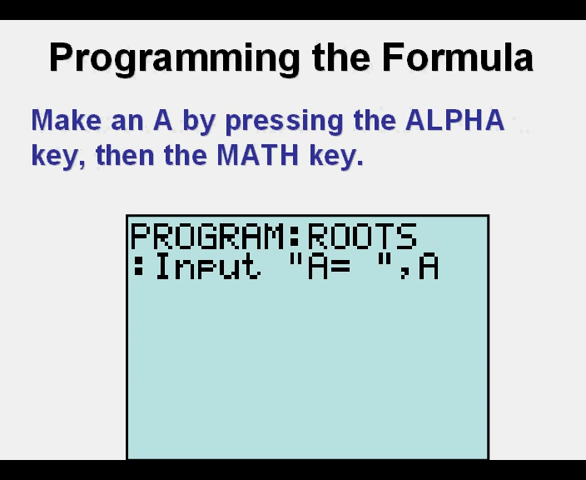 Programming the Formula
Make an A by pressing the ALPHA
key, then the MATH key.
PROGRAM:ROOTS
:Input "A= ",A